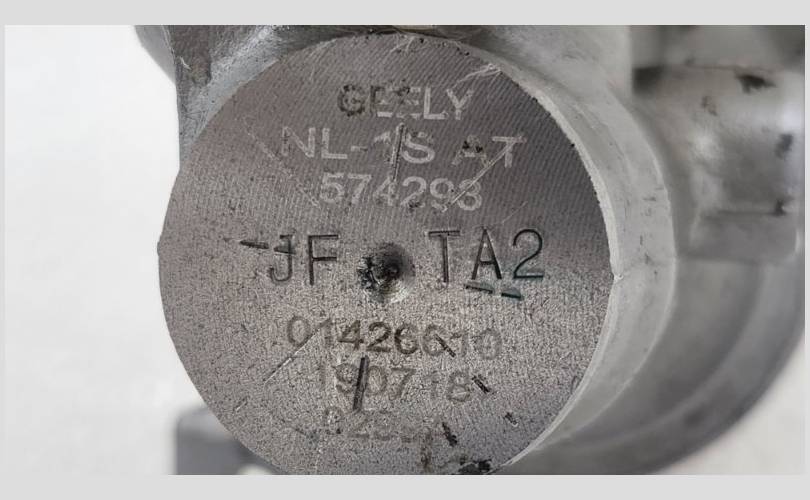 GEELY
NL-1S AT
574293
JF TA2
01426610
190718